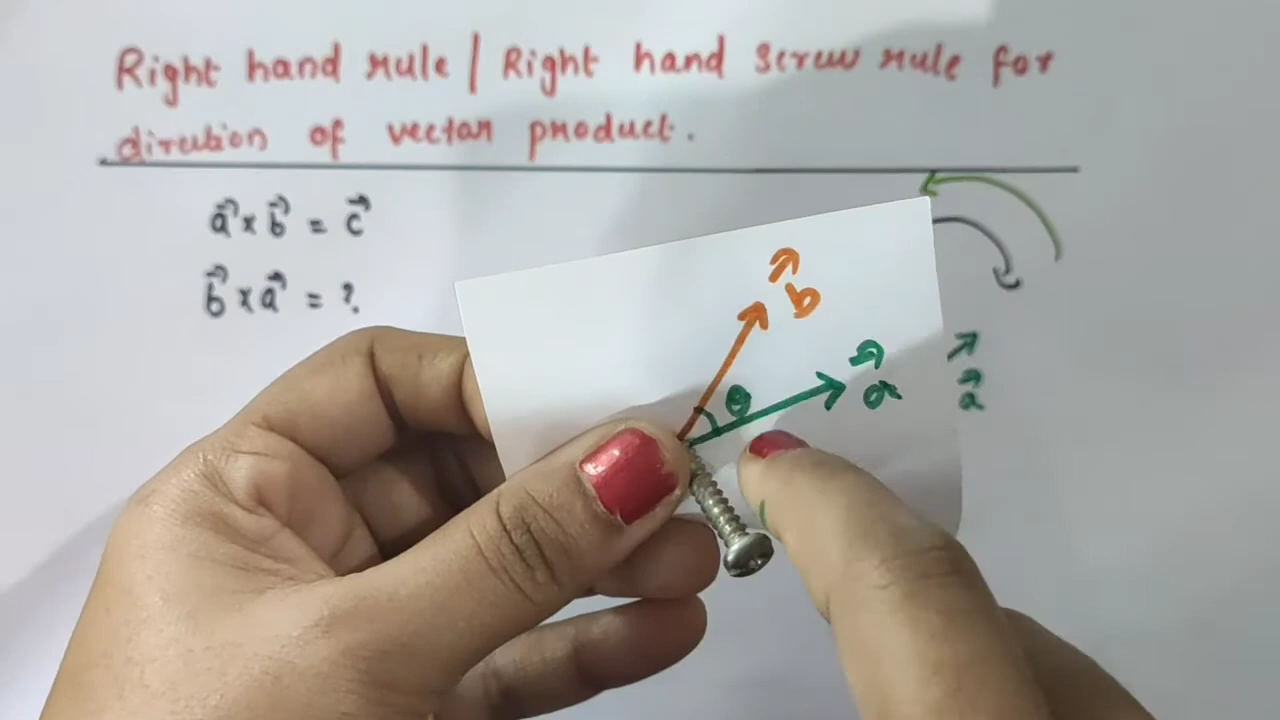 Right hand rule / Right hand screw rule for
direction of vector product.
a⃗ × b⃗ = c⃗
b⃗ × a⃗ = ?
b⃗
θ
a⃗
a⃗